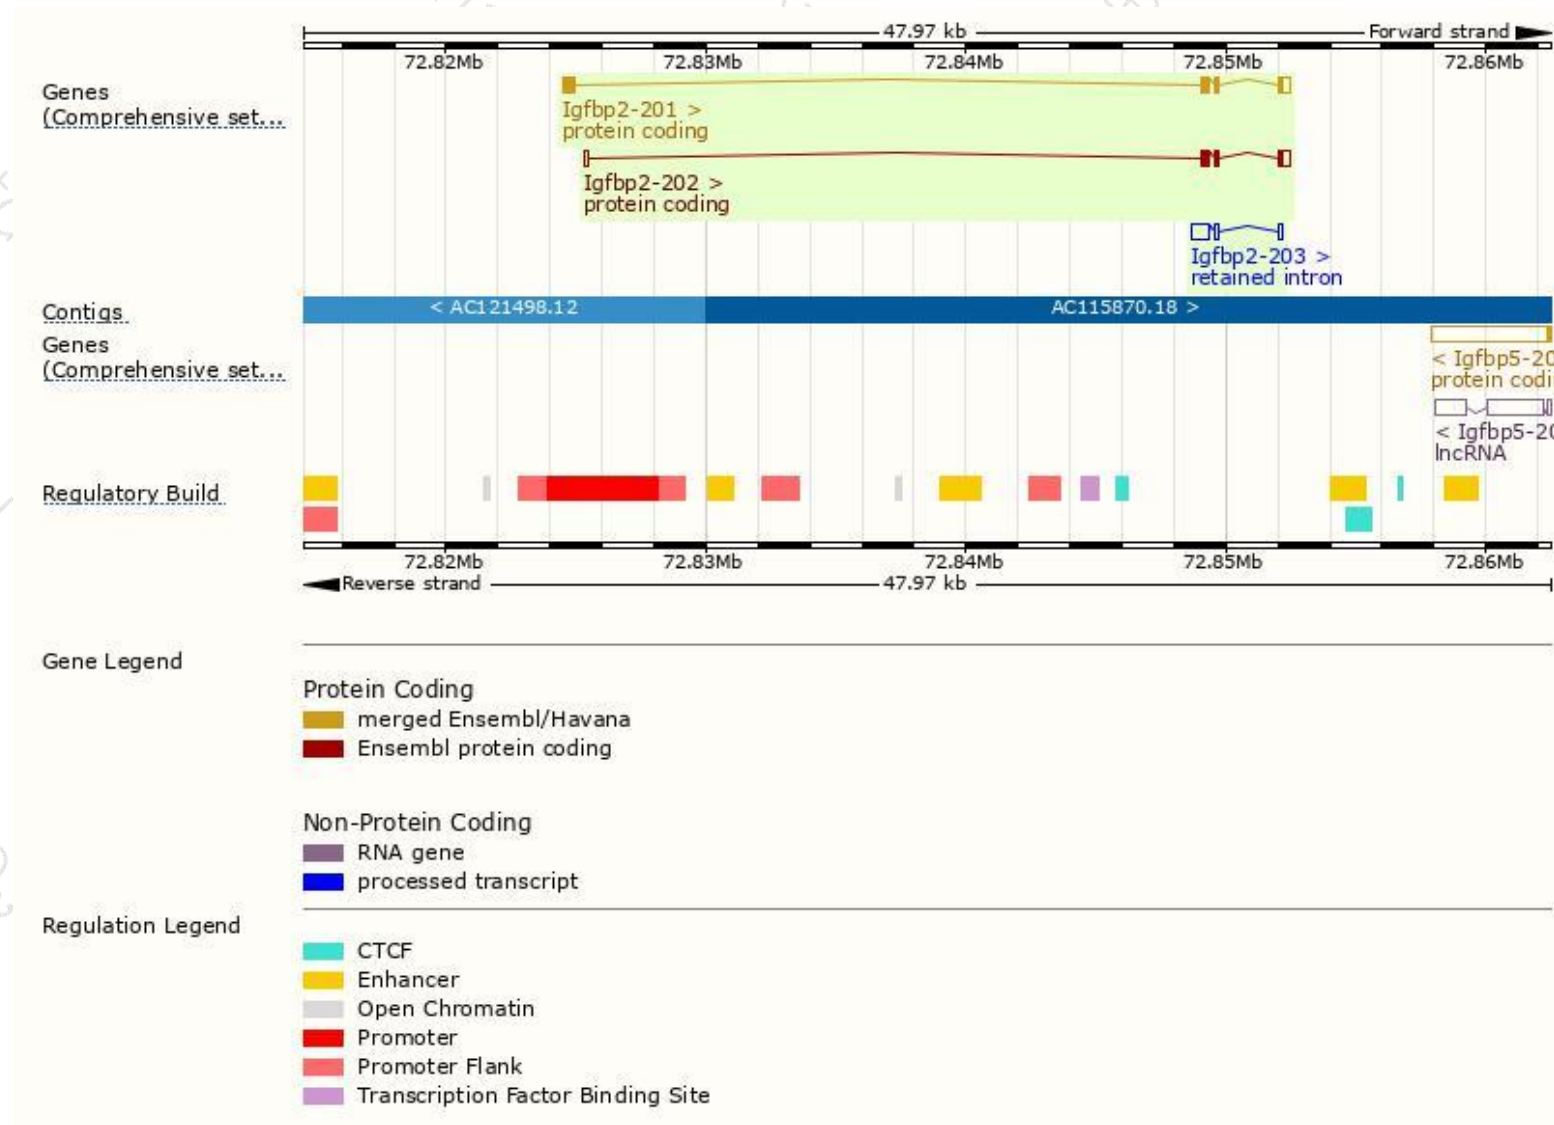 47.97 kb
Forward strand
72.82Mb 72.83Mb 72.84Mb 72.85Mb 72.86Mb
Genes
(Comprehensive set...
Igfbp2-201 >
protein coding
Igfbp2-202 >
protein coding
Igfbp2-203 >
retained intron
Contigs
< AC121498.12
AC115870.18 >
Genes
(Comprehensive set...
< Igfbp5-20
protein codi
< Igfbp5-20
lncRNA
Regulatory Build
72.82Mb 72.83Mb 72.84Mb 72.85Mb 72.86Mb
Reverse strand
47.97 kb
Gene Legend
Protein Coding
merged Ensembl/Havana
Ensembl protein coding
Non-Protein Coding
RNA gene
processed transcript
Regulation Legend
CTCF
Enhancer
Open Chromatin
Promoter
Promoter Flank
Transcription Factor Binding Site